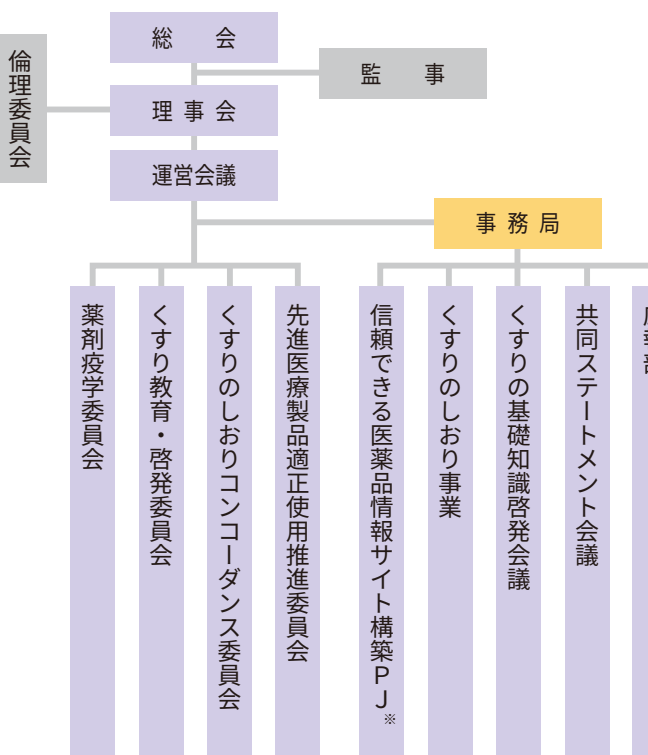 総会
監事
倫理委員会
理事会
運営会議
事務局
薬剤疫学委員会
くすり教育・啓発委員会
くすりのしおりコンコーダンス委員会
先進医療製品適正使用推進委員会
信頼できる医薬品情報サイト構築PJ※
くすりのしおり事業
くすりの基礎知識啓発会議
共同ステートメント会議